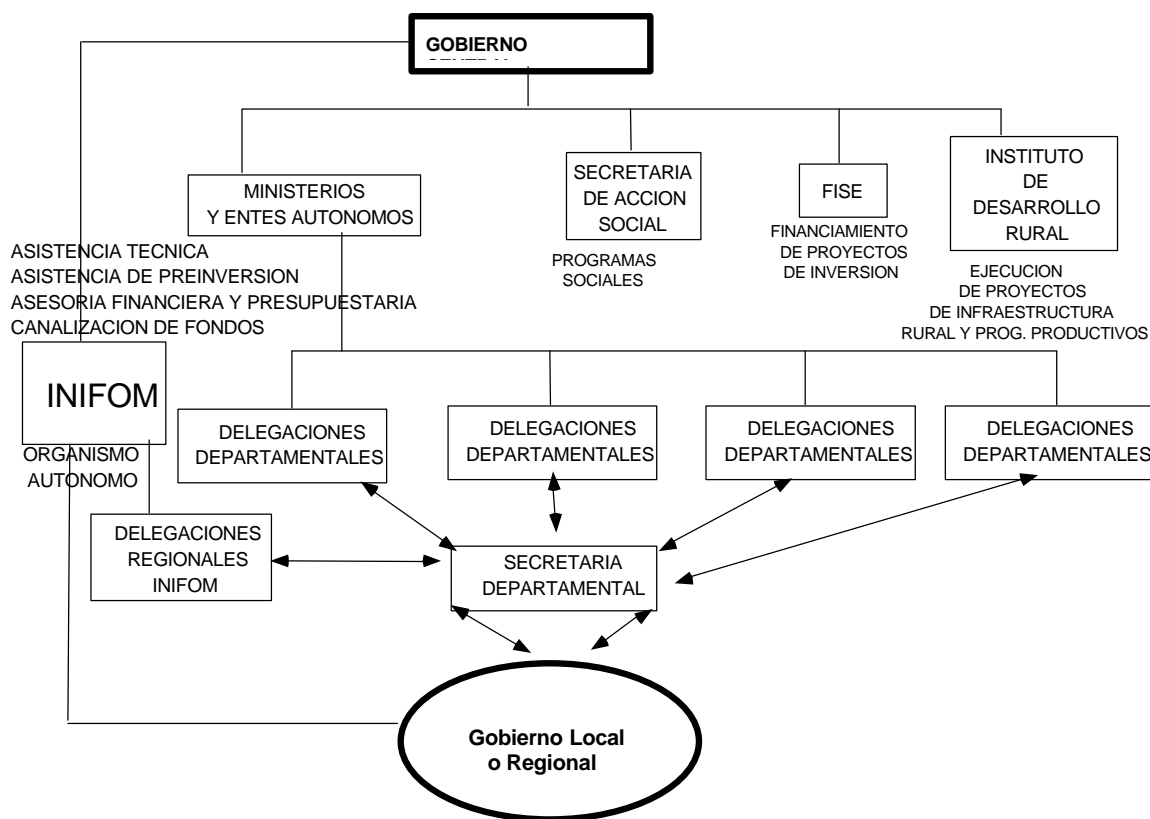 GOBIERNO
MINISTERIOS
Y ENTES AUTONOMOS
SECRETARIA
DE ACCION
SOCIAL
PROGRAMAS
SOCIALES
FISE
FINANCIAMIENTO
DE PROYECTOS
DE INVERSION
INSTITUTO
DE
DESARROLLO
RURAL
EJECUCION
DE PROYECTOS
DE INFRAESTRUCTURA
RURAL Y PROG. PRODUCTIVOS
ASISTENCIA TECNICA
ASISTENCIA DE PREINVERSION
ASESORIA FINANCIERA Y PRESUPUESTARIA
CANALIZACION DE FONDOS
INIFOM
ORGANISMO
AUTONOMO
DELEGACIONES
DEPARTAMENTALES
DELEGACIONES
DEPARTAMENTALES
DELEGACIONES
DEPARTAMENTALES
DELEGACIONES
DEPARTAMENTALES
DELEGACIONES
REGIONALES
INIFOM
SECRETARIA
DEPARTAMENTAL
Gobierno Local
o Regional